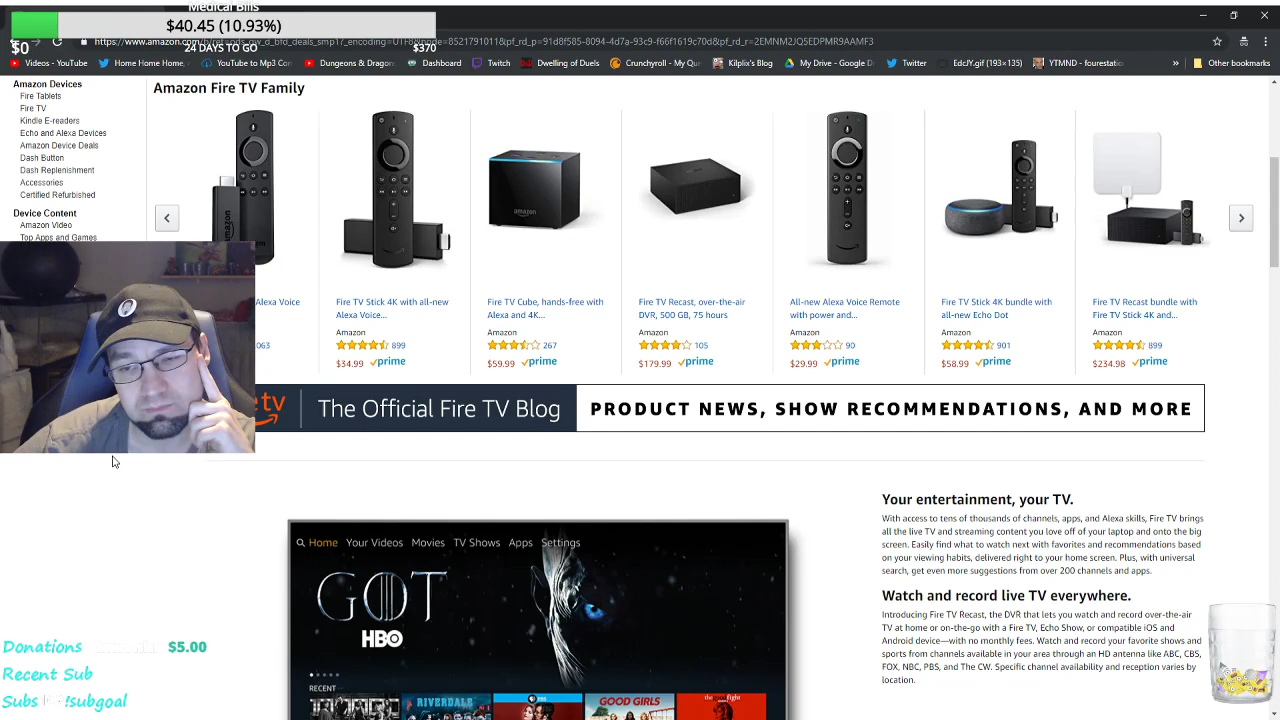 Medical Bills
$40.45 (10.93%)
$0
24 DAYS TO GO
$370
Videos - YouTube
Home Home Home,
YouTube to Mp3 Con
Dungeons & Dragons
Dashboard
Twitch
Dwelling of Duels
Crunchyroll - My Que
Kilplix's Blog
My Drive - Google D
Twitter
EdclY.gif (193×135)
YTMND - fourestatio
»
Other bookmarks
Amazon Devices
Fire Tablets
Fire TV
Kindle E-readers
Echo and Alexa Devices
Amazon Device Deals
Dash Button
Dash Replenishment
Accessories
Certified Refurbished
Device Content
Amazon Video
Top Apps and Games
Amazon Fire TV Family
amazon
Alexa Voice
063
Fire TV Stick 4K with all-new
Alexa Voice...
Amazon
899
$34.99 prime
Fire TV Cube, hands-free with
Alexa and 4K...
Amazon
267
$59.99 prime
Fire TV Recast, over-the-air
DVR, 500 GB, 75 hours
Amazon
105
$179.99 prime
All-new Alexa Voice Remote
with power and...
Amazon
90
$29.99 prime
Fire TV Stick 4K bundle with
all-new Echo Dot
Amazon
901
$58.99 prime
Fire TV Recast bundle with
Fire TV Stick 4K and...
Amazon
899
$234.98 prime
etv
The Official Fire TV Blog
PRODUCT NEWS, SHOW RECOMMENDATIONS, AND MORE
Home Your Videos Movies TV Shows Apps Settings
GOT
HBO
RECENT
RIVERDALE
PBS
GOOD GIRLS
the good fight
Your entertainment, your TV.
With access to tens of thousands of channels, apps, and Alexa skills, Fire TV brings
all the live TV and streaming content you love off of your laptop and onto the big
screen. Easily find what to watch next with favorites and recommendations based
on your viewing habits, delivered right to your home screen. Plus, with universal
search, get even more suggestions from over 200 channels and apps.
Watch and record live TV everywhere.
Introducing Fire TV Recast, the DVR that lets you watch and record over-the-air
TV at home or on-the-go with a Fire TV, Echo Show, or compatible iOS and
Android device—with no monthly fees. Watch and record your favorite shows and
sports from channels available in your area through an HD antenna like ABC, CBS,
FOX, NBC, PBS, and The CW. Specific channel availability and reception varies by
location.
Donations $5.00
Recent Sub
Subs !subgoal